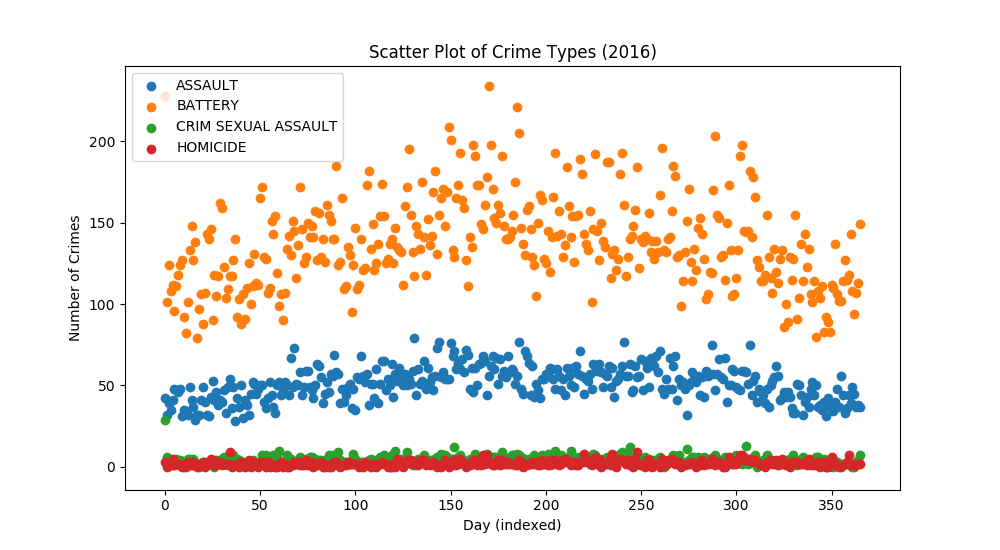 Scatter Plot of Crime Types (2016)
ASSAULT
BATTERY
CRIM SEXUAL ASSAULT
HOMICIDE
Number of Crimes
200
150
100
50
0
0 50 100 150 200 250 300 350
Day (indexed)